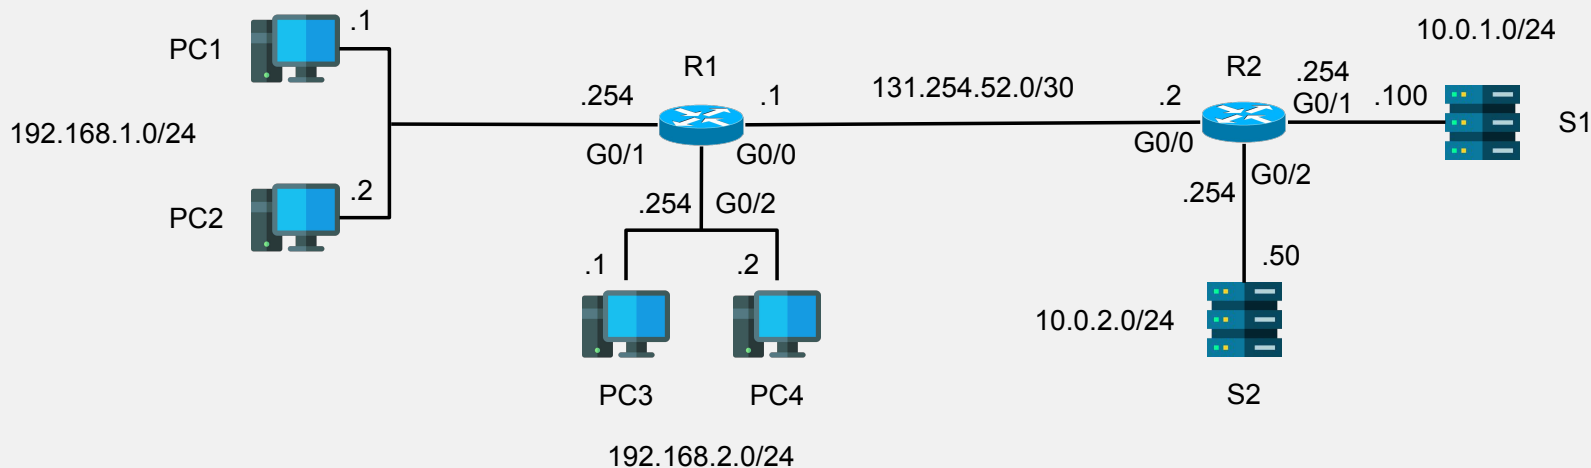 10.0.1.0/24
.1
PC1
R1
R2
.254
.254
.1
131.254.52.0/30
.2
G0/1
.100
S1
192.168.1.0/24
G0/1
G0/0
G0/0
G0/2
.2
PC2
.254
G0/2
.254
.1
.2
.50
10.0.2.0/24
PC3
PC4
S2
192.168.2.0/24